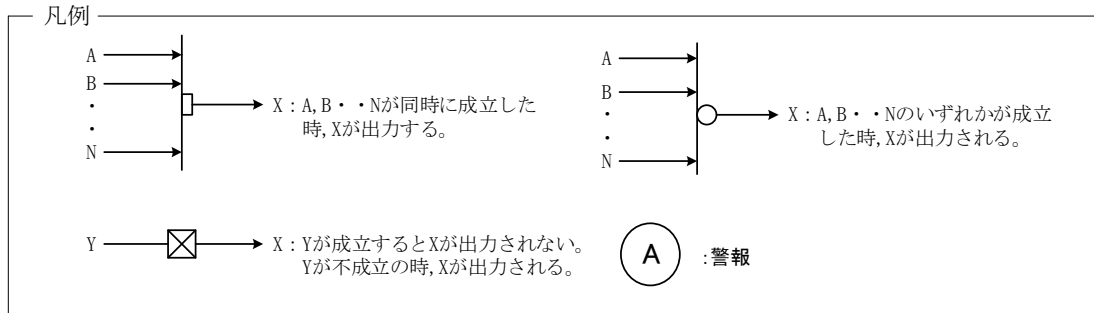 凡例
A
B
・
・
N
X：A,B・・Nが同時に成立した
時,Xが出力する。
A
B
・
・
N
X：A,B・・Nのいずれかが成立
した時,Xが出力される。
Y
X：Yが成立するとXが出力されない。
Yが不成立の時,Xが出力される。
A
:警報